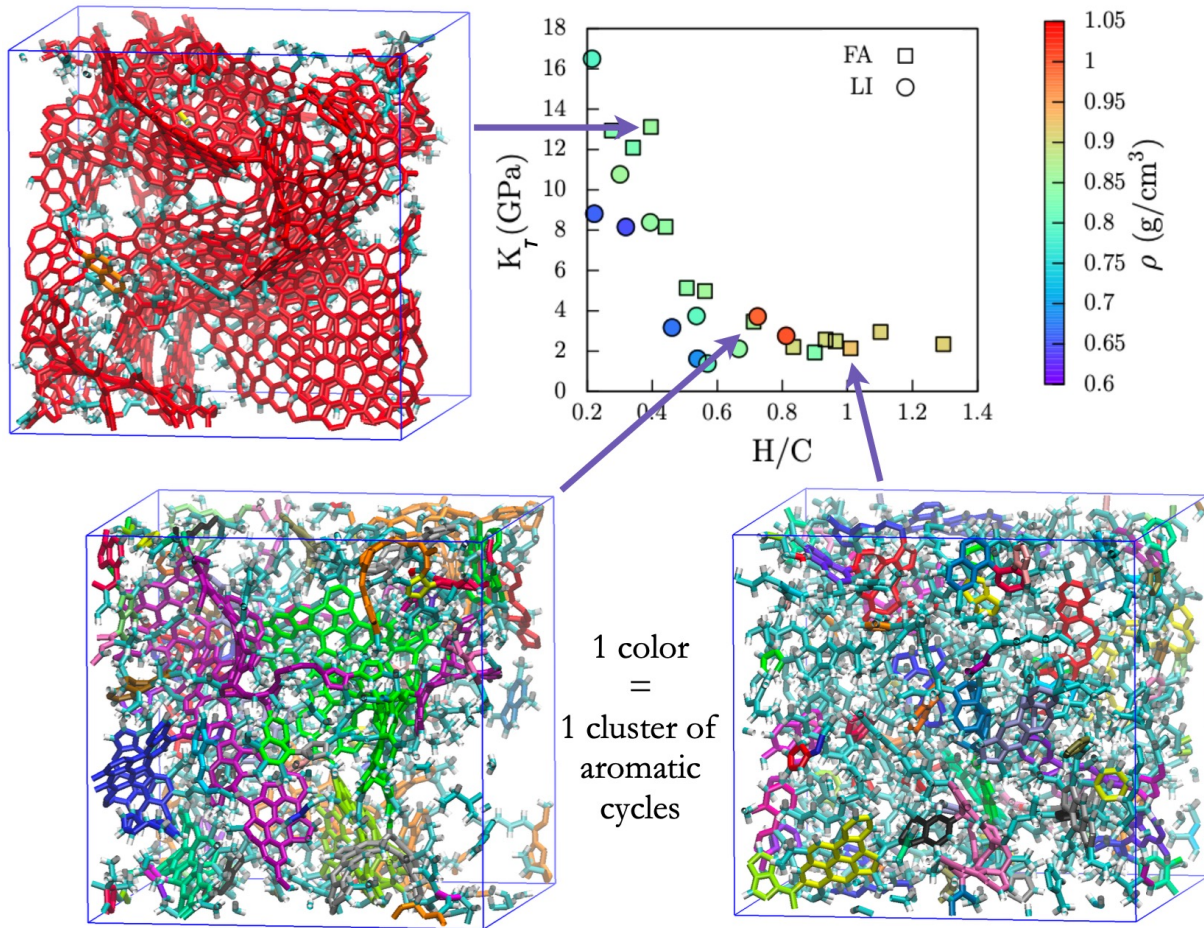 18
16
14
12
10
8
6
4
2
0
K_T (GPa)
FA
LI
0.2 0.4 0.6 0.8 1 1.2 1.4
H/C
1.05
1
0.95
0.9
0.85
0.8
0.75
0.7
0.65
0.6
ρ (g/cm³)
1 color
=
1 cluster of
aromatic
cycles